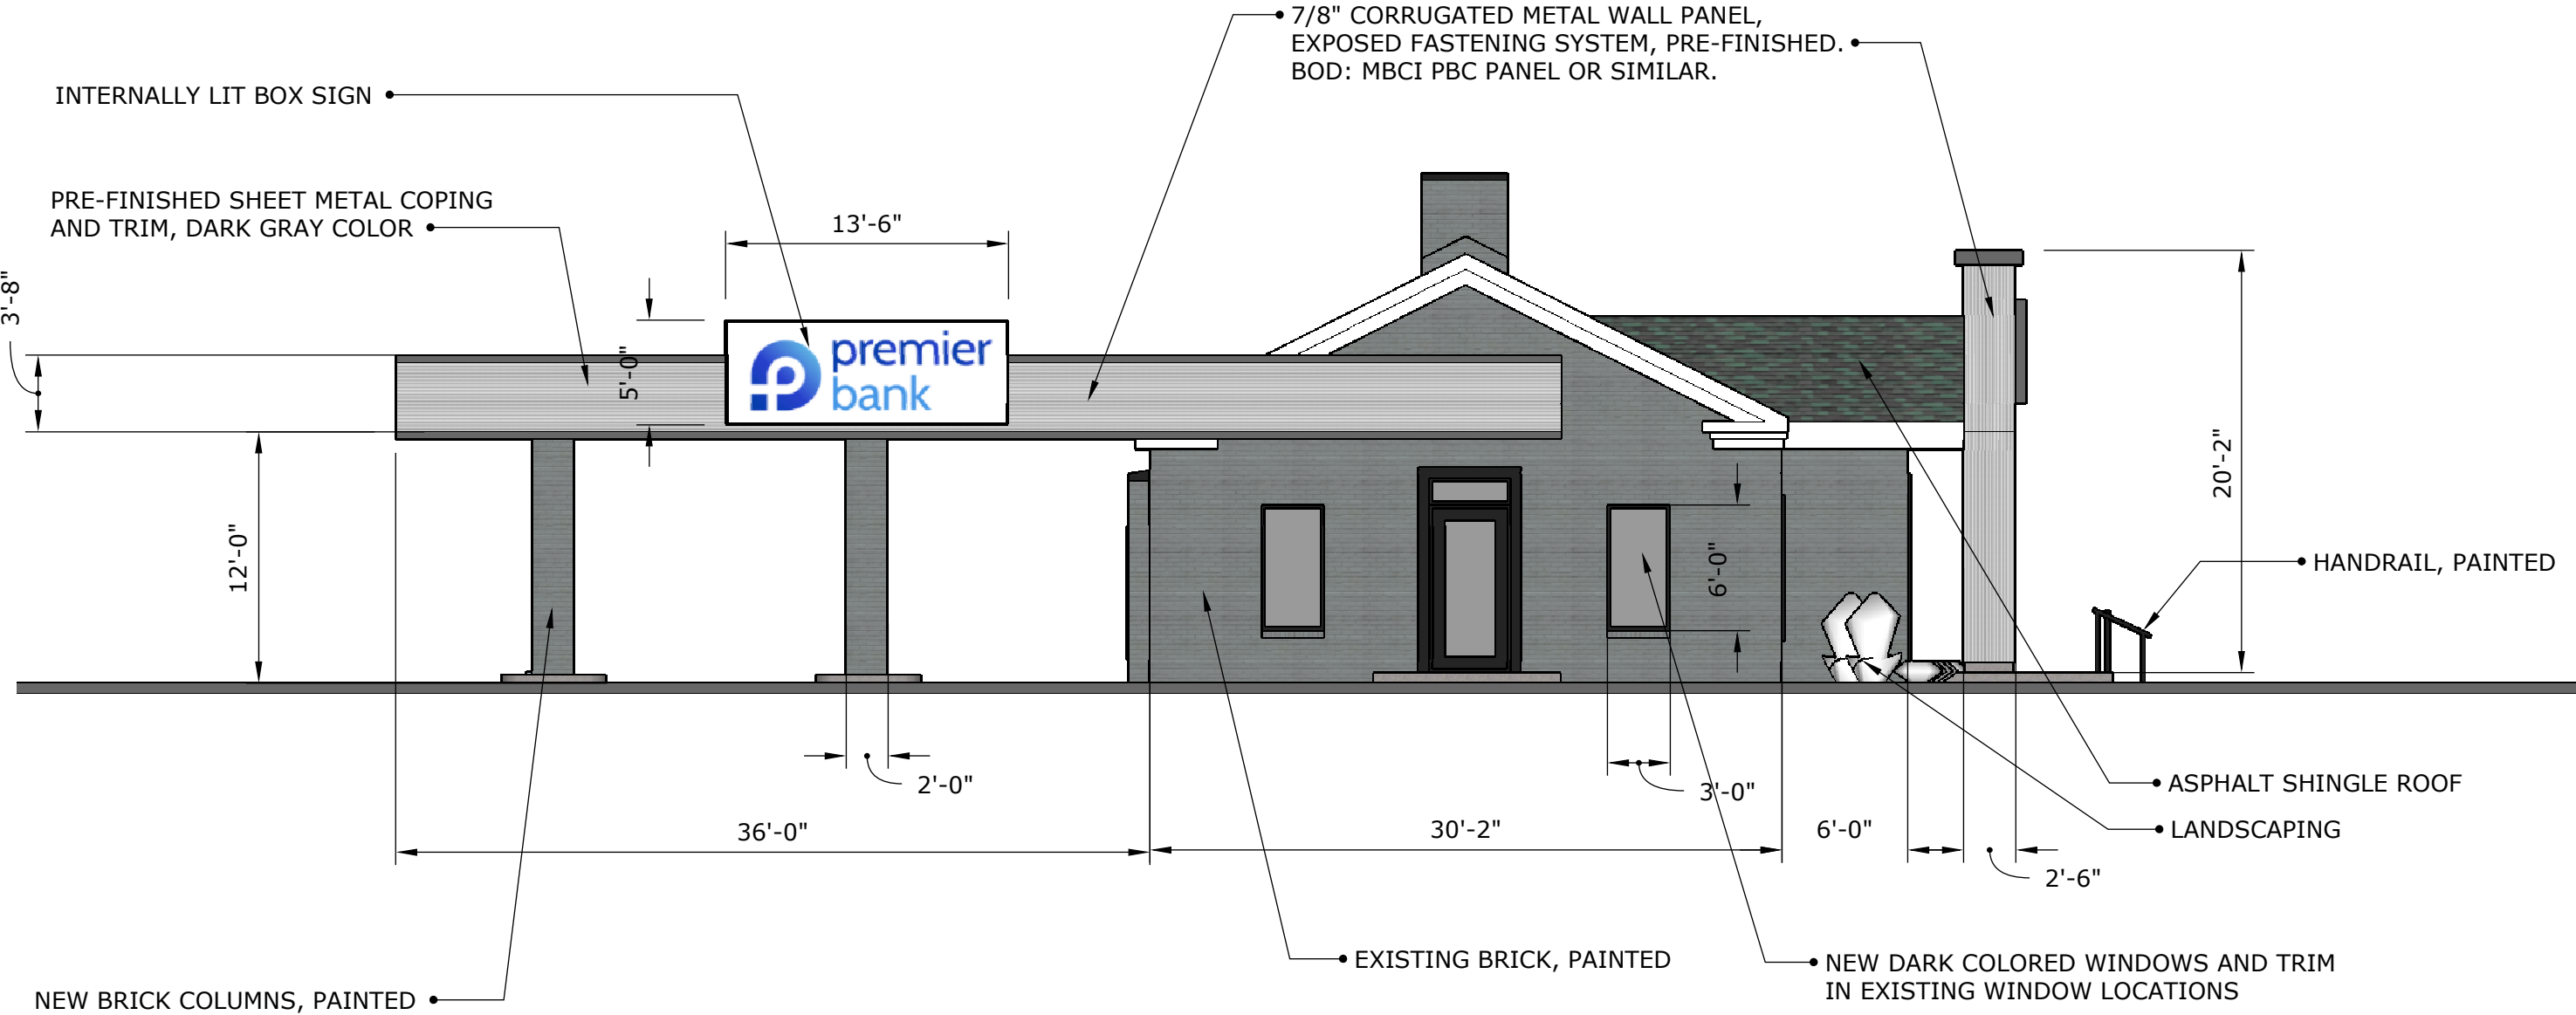 7/8" CORRUGATED METAL WALL PANEL,
EXPOSED FASTENING SYSTEM, PRE-FINISHED.
BOD: MBCI PBC PANEL OR SIMILAR.
INTERNALLY LIT BOX SIGN
PRE-FINISHED SHEET METAL COPING
AND TRIM, DARK GRAY COLOR
13'-6"
3'-8"
5'-0"
premier
bank
20'-2"
12'-0"
6'-0"
HANDRAIL, PAINTED
2'-0"
3'-0"
ASPHALT SHINGLE ROOF
LANDSCAPING
36'-0"
30'-2"
6'-0"
2'-6"
EXISTING BRICK, PAINTED
NEW DARK COLORED WINDOWS AND TRIM
IN EXISTING WINDOW LOCATIONS
NEW BRICK COLUMNS, PAINTED